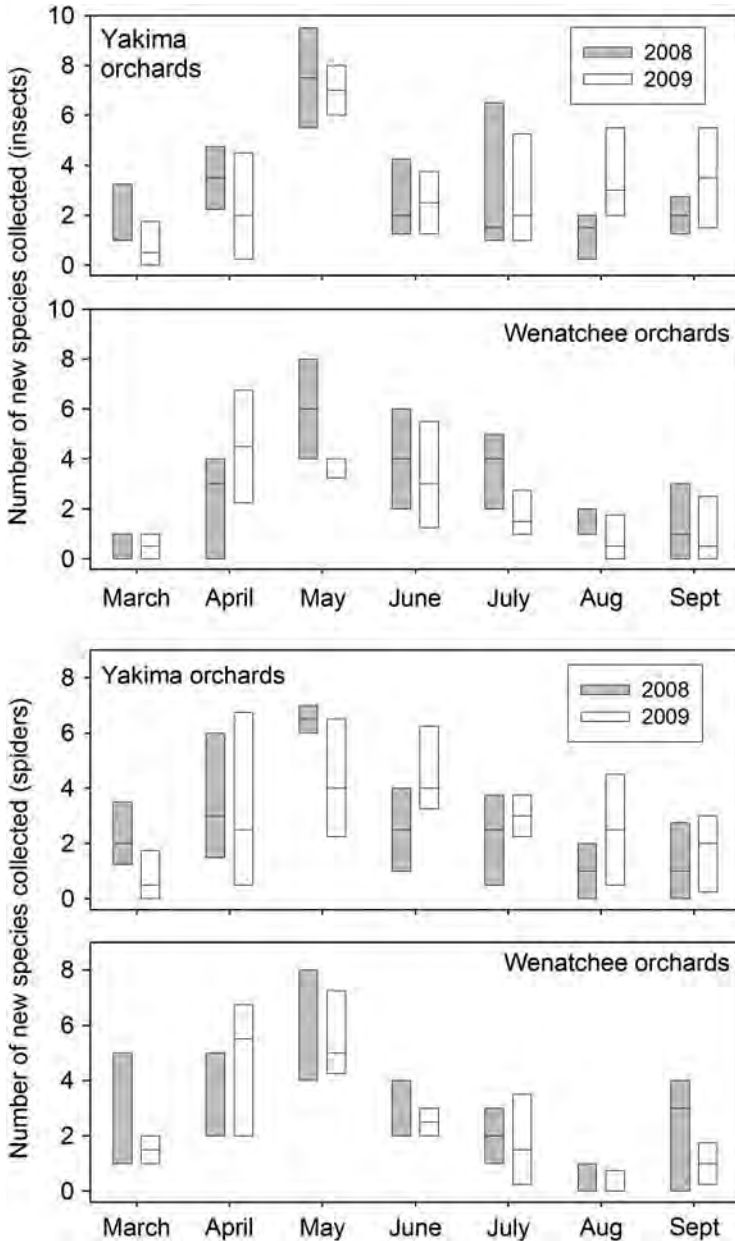 Number of new species collected (insects)
10
8
6
4
2
0
Yakima
orchards
2008
2009
10
8
6
4
2
0
Wenatchee orchards
March April May June July Aug Sept
Number of new species collected (spiders)
8
6
4
2
0
Yakima orchards
2008
2009
8
6
4
2
0
Wenatchee orchards
March April May June July Aug Sept